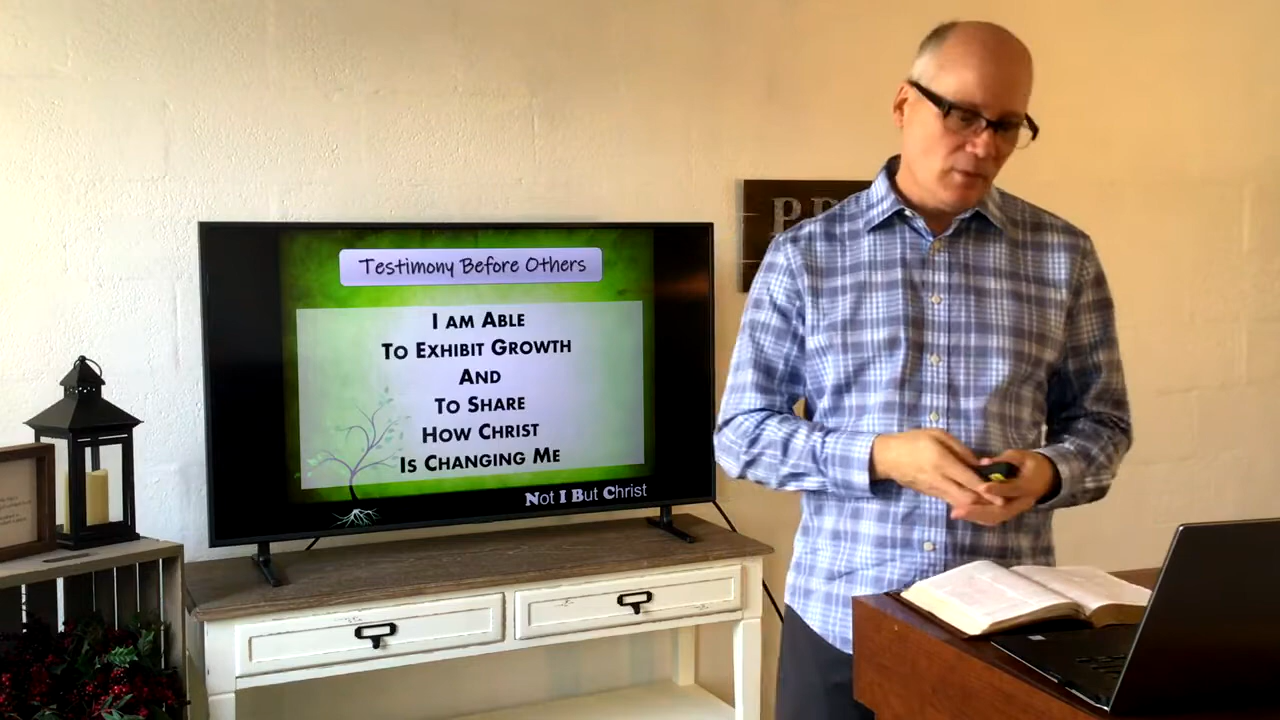 Testimony Before Others
I am Able
To Exhibit Growth
And
To Share
How Christ
Is Changing Me
Not I But Christ